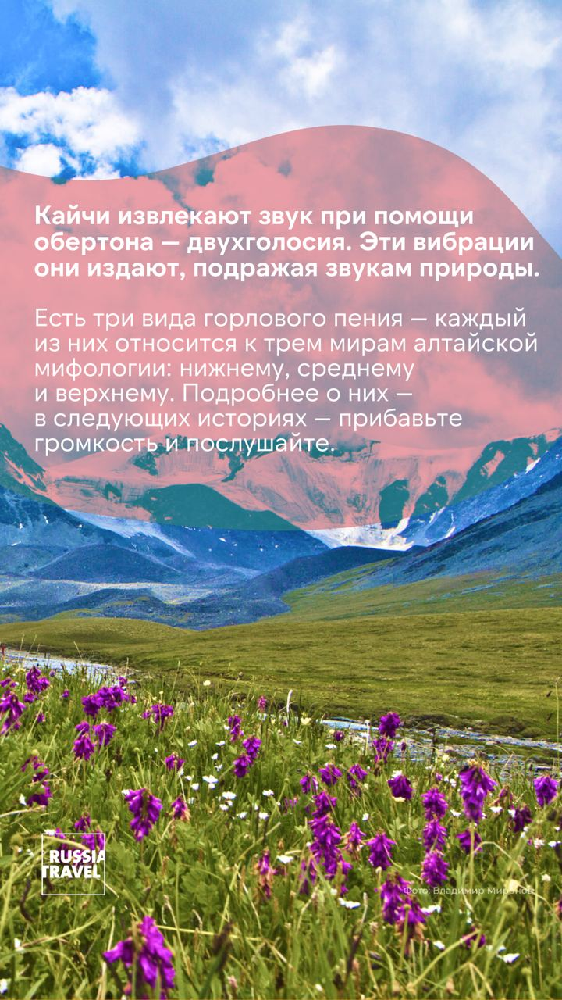 Кайчи извлекают звук при помощи
обертона — двухголосия. Эти вибрации
они издают, подражая звукам природы.
Есть три вида горлового пения — каждый
из них относится к трем мирам алтайской
мифологии: нижнему, среднему
и верхнему. Подробнее о них —
в следующих историях — прибавьте
громкость и послушайте.
RUSSIA
TRAVEL
Фото: Владимир Миронов